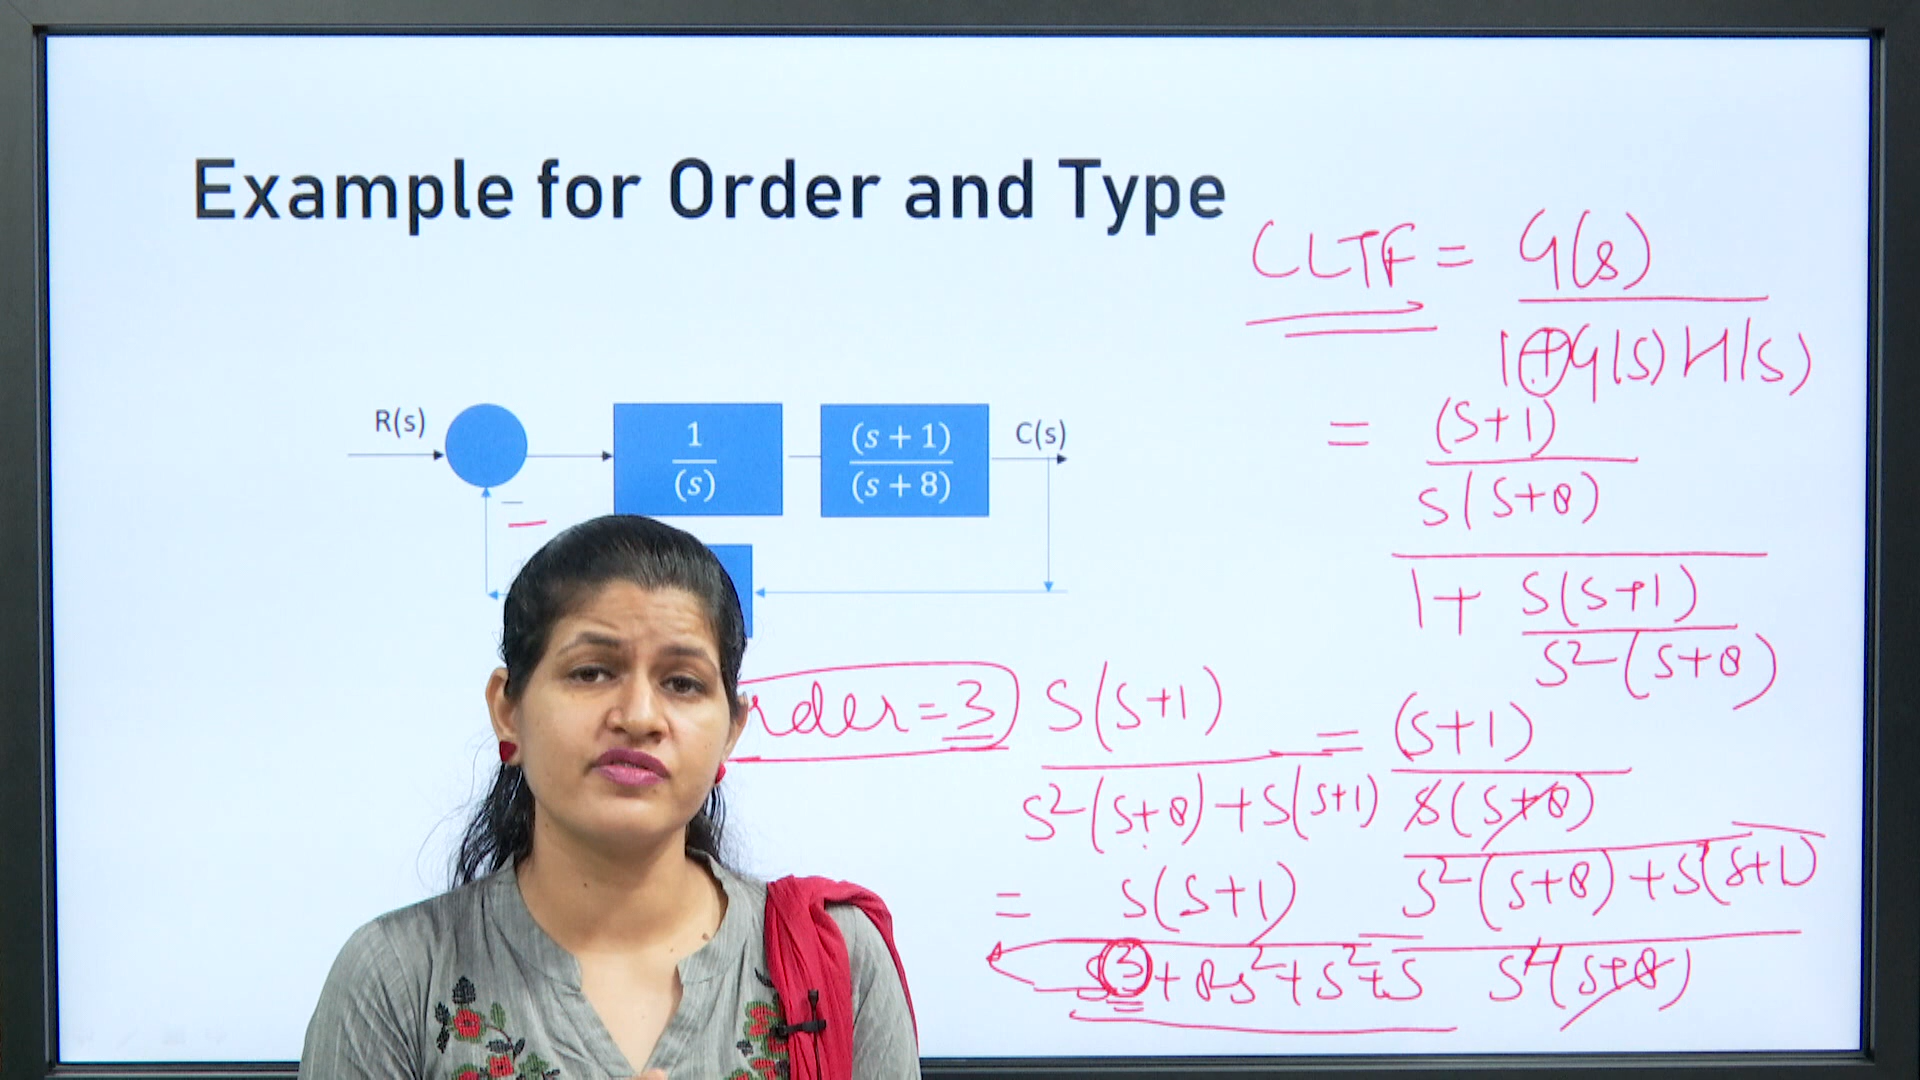 Example for Order and Type
CLTF = G(s)
1 + G(s) H(s)
R(s)
1
(s)
(s + 1)
(s + 8)
C(s)
= (s+1)
s(s+8)
1 + s(s+1)
s²(s+8)
rder = 3
s(s+1)
s²(s+8) + s(s+1)
= (s+1)
s(s+8)
s²(s+8) + s(s+1)
s²(s+8)
= s(s+1)
s³ + 8s² + s² + s